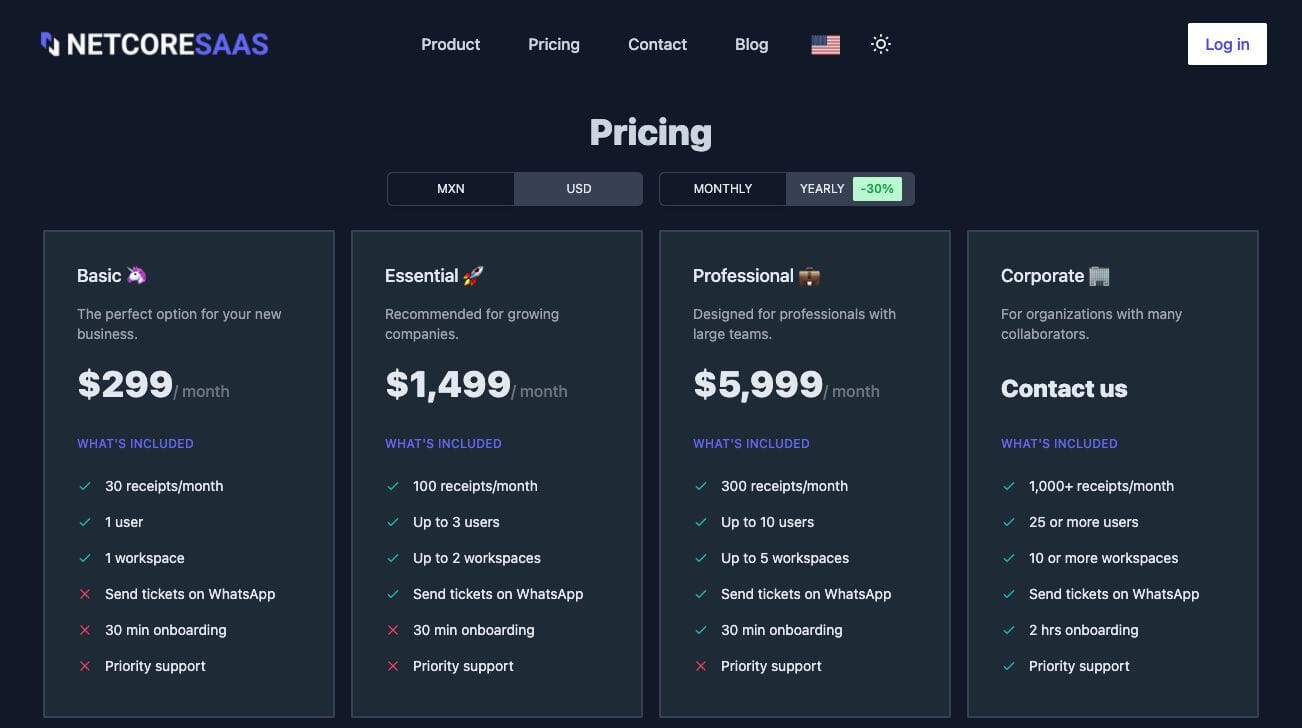 NETCORESAAS
Product
Pricing
Contact
Blog
Log in
Pricing
MXN
USD
MONTHLY
YEARLY
-30%
Basic 🦄
The perfect option for your new
business.
$299/ month
WHAT'S INCLUDED
30 receipts/month
1 user
1 workspace
Send tickets on WhatsApp
30 min onboarding
Priority support
Essential 🚀
Recommended for growing
companies.
$1,499/ month
WHAT'S INCLUDED
100 receipts/month
Up to 3 users
Up to 2 workspaces
Send tickets on WhatsApp
30 min onboarding
Priority support
Professional 💼
Designed for professionals with
large teams.
$5,999/ month
WHAT'S INCLUDED
300 receipts/month
Up to 10 users
Up to 5 workspaces
Send tickets on WhatsApp
30 min onboarding
Priority support
Corporate 🏢
For organizations with many
collaborators.
Contact us
WHAT'S INCLUDED
1,000+ receipts/month
25 or more users
10 or more workspaces
Send tickets on WhatsApp
2 hrs onboarding
Priority support